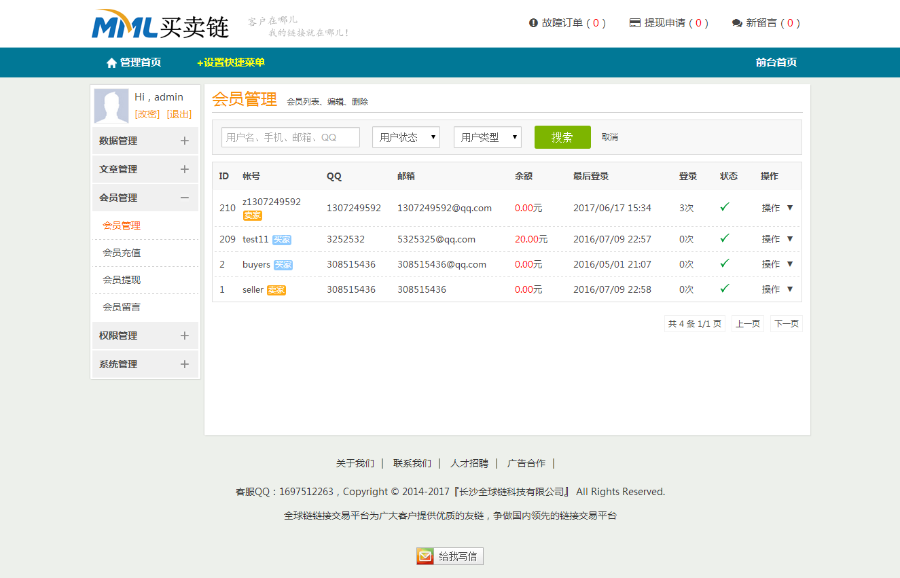 MML买卖链
客户在哪儿
我的链接就在哪儿!
故障订单 ( 0 )
提现申请 ( 0 )
新留言 ( 0 )
管理首页
+设置快捷菜单
前台首页
Hi , admin
[改密] [退出]
数据管理
文章管理
会员管理
会员管理
会员充值
会员提现
会员留言
权限管理
系统管理
会员管理 会员列表、编辑、删除
用户名、手机、邮箱、QQ 用户状态 用户类型 搜索 取消
ID 帐号 QQ 邮箱 余额 最后登录 登录 状态 操作
210 z1307249592 卖家 1307249592 1307249592@qq.com 0.00元 2017/06/17 15:34 3次 操作
209 test11 买家 3252532 5325325@qq.com 20.00元 2016/07/09 22:57 0次 操作
2 buyers 买家 308515436 308515436@qq.com 0.00元 2016/05/01 21:07 0次 操作
1 seller 卖家 308515436 308515436 0.00元 2016/07/09 22:58 0次 操作
共 4 条 1/1 页 上一页 下一页
关于我们 | 联系我们 | 人才招聘 | 广告合作 |
客服QQ：1697512263 , Copyright © 2014-2017『长沙全球链科技有限公司』 All Rights Reserved.
全球链链接交易平台为广大客户提供优质的友链，争做国内领先的链接交易平台
给我写信